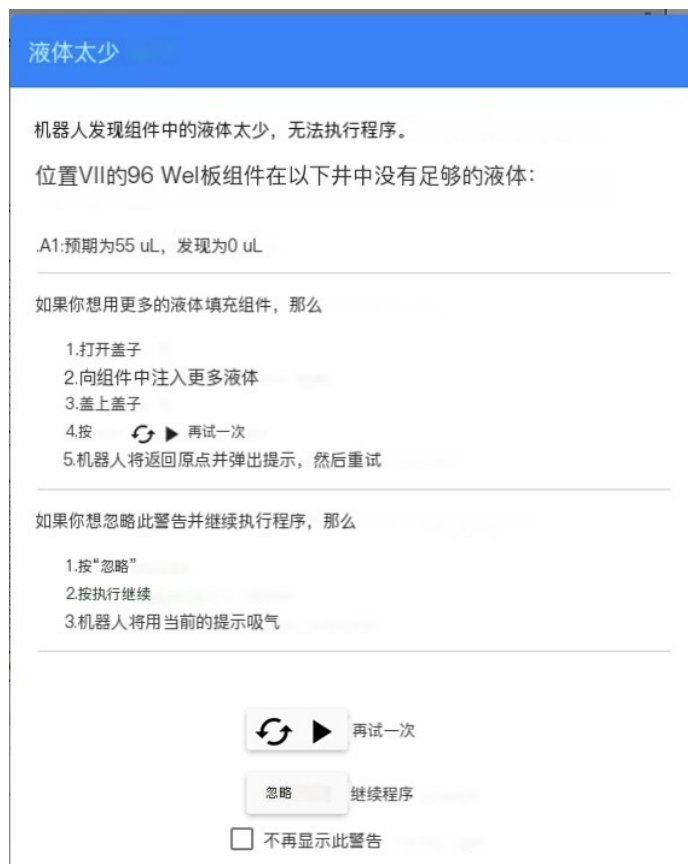 液体太少
机器人发现组件中的液体太少，无法执行程序。
位置VII的96 Wel板组件在以下井中没有足够的液体：
.A1:预期为55 uL，发现为0 uL
如果你想用更多的液体填充组件，那么
1.打开盖子
2.向组件中注入更多液体
3.盖上盖子
4.按 再试一次
5.机器人将返回原点并弹出提示，然后重试
如果你想忽略此警告并继续执行程序，那么
1.按“忽略”
2.按执行继续
3.机器人将用当前的提示吸气
再试一次
忽略 继续程序
不再显示此警告